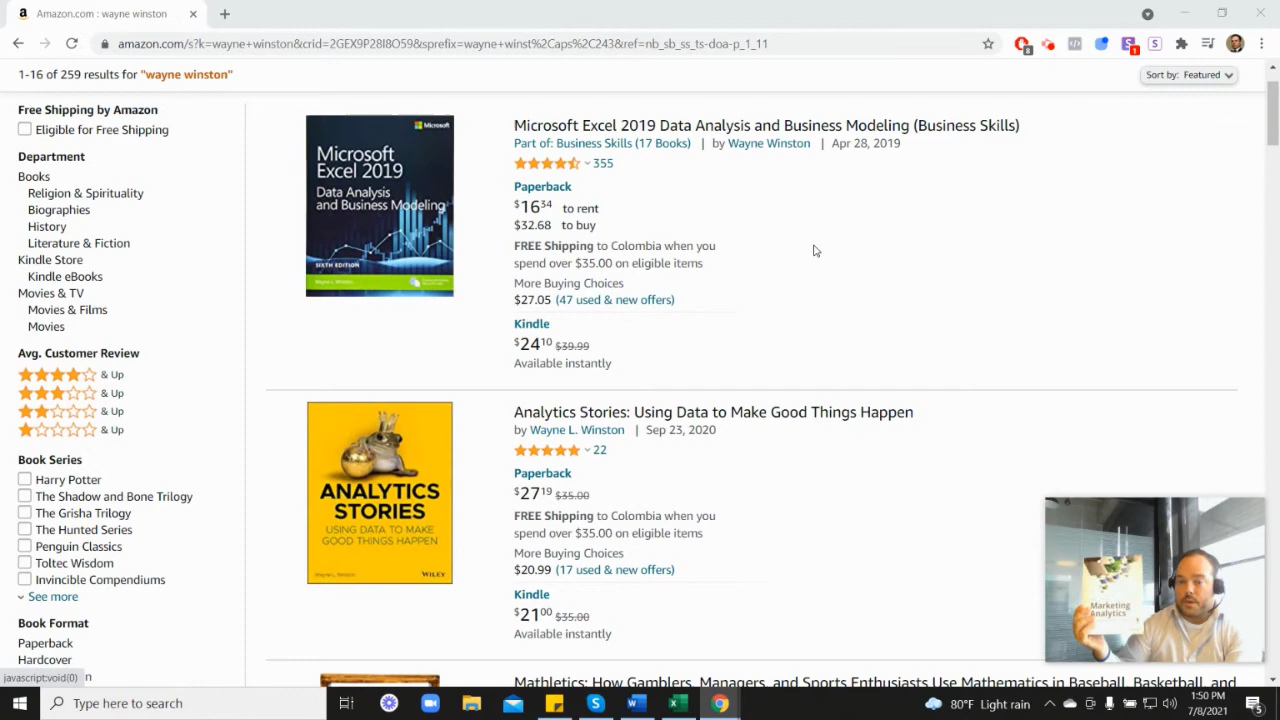 Amazon.com : wayne winston
amazon.com/s?k=wayne+winston&crid=2GEX9P28I8O59&sprefix=wayne+winst%2Caps%2C243&ref=nb_sb_ss_ts-doa-p_1_11
8
1
1-16 of 259 results for "wayne winston"
Sort by: Featured
Free Shipping by Amazon
Eligible for Free Shipping
Department
Books
Religion & Spirituality
Biographies
History
Literature & Fiction
Kindle Store
Kindle eBooks
Movies & TV
Movies & Films
Movies
Avg. Customer Review
& Up
& Up
& Up
& Up
Book Series
Harry Potter
The Shadow and Bone Trilogy
The Grisha Trilogy
The Hunted Series
Penguin Classics
Toltec Wisdom
Invincible Compendiums
See more
Book Format
Paperback
Hardcover
javascript:void(0)
Microsoft
Microsoft
Excel 2019
Data Analysis
and Business Modeling
SIXTH EDITION
Wayne L. Winston
Microsoft Excel 2019 Data Analysis and Business Modeling (Business Skills)
Part of: Business Skills (17 Books) | by Wayne Winston | Apr 28, 2019
355
Paperback
$16.34 to rent
$32.68 to buy
FREE Shipping to Colombia when you
spend over $35.00 on eligible items
More Buying Choices
$27.05 (47 used & new offers)
Kindle
$24.10 $39.99
Available instantly
ANALYTICS
STORIES
USING DATA TO MAKE
GOOD THINGS HAPPEN
Wayne L. Winston
WILEY
Analytics Stories: Using Data to Make Good Things Happen
by Wayne L. Winston | Sep 23, 2020
22
Paperback
$27.19 $35.00
FREE Shipping to Colombia when you
spend over $35.00 on eligible items
More Buying Choices
$20.99 (17 used & new offers)
Kindle
$21.00 $35.00
Available instantly
Mathletics: How Gamblers, Managers, and Sports Enthusiasts Use Mathematics in Baseball, Basketball, and
Marketing
Analytics
Type here to search
80°F Light rain
1:50 PM
7/8/2021
5